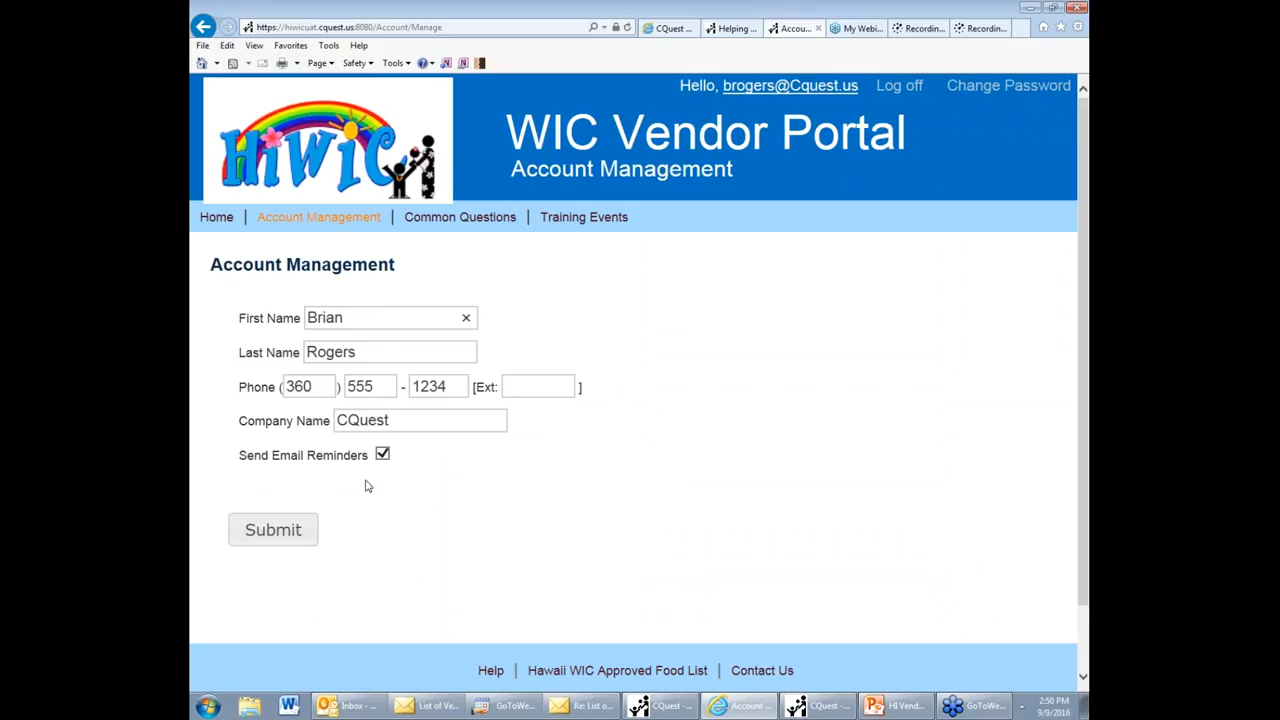 https://hiwicuat.cquest.us:8080/Account/Manage
CQuest ...
Helping ...
Accou...
My Webi...
Recordin...
Recordin...
File Edit View Favorites Tools Help
Page Safety Tools
Hello, brogers@Cquest.us Log off Change Password
HiWiC
WIC Vendor Portal
Account Management
Home | Account Management | Common Questions | Training Events
Account Management
First Name Brian
Last Name Rogers
Phone (360) 555 - 1234 [Ext: ]
Company Name CQuest
Send Email Reminders
Submit
Help | Hawaii WIC Approved Food List | Contact Us
Inbox - ...
List of Ve...
GoToWe...
Re: List o...
CQuest -...
Account ...
CQuest -...
HI Vend...
GoToWe...
2:50 PM
9/9/2016